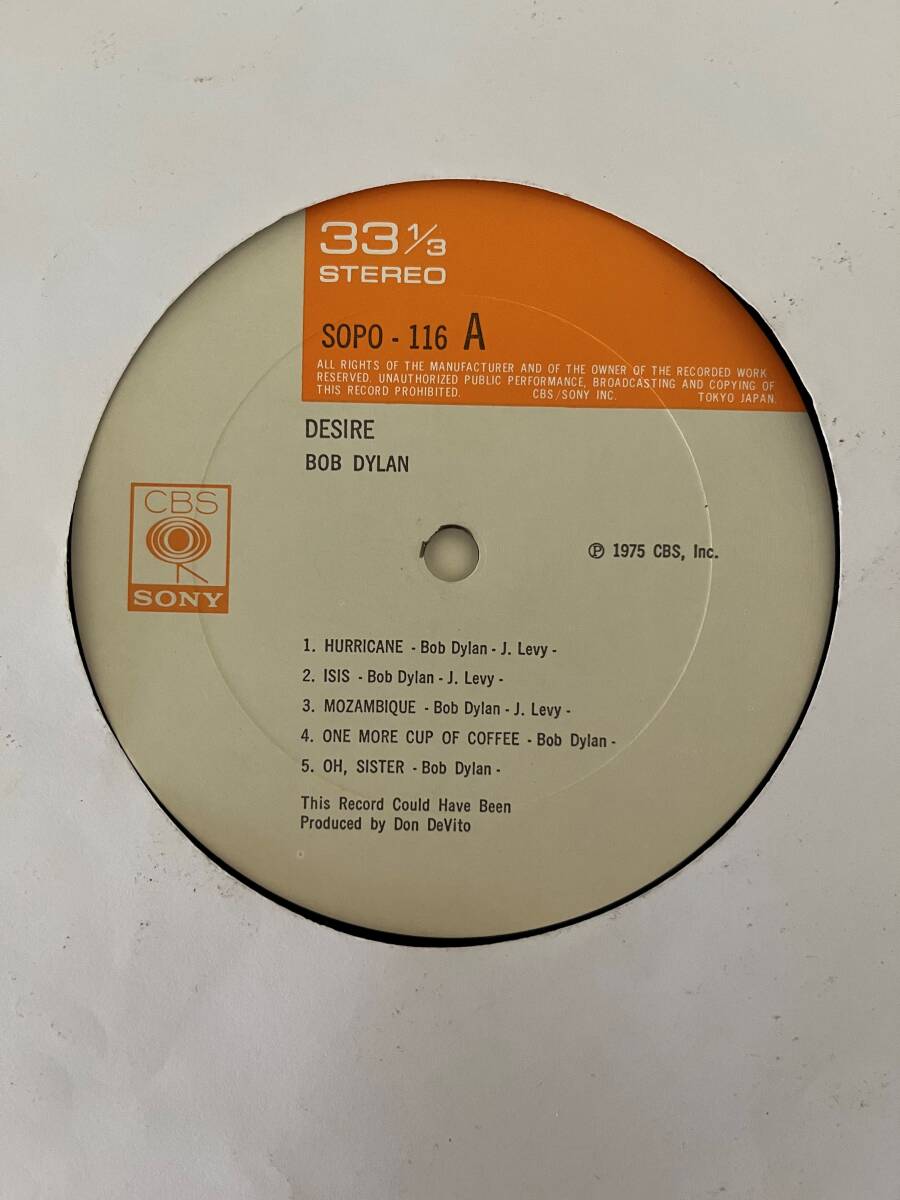 33 1/3
STEREO
SOPO - 116 A
ALL RIGHTS OF THE MANUFACTURER AND OF THE OWNER OF THE RECORDED WORK
RESERVED. UNAUTHORIZED PUBLIC PERFORMANCE, BROADCASTING AND COPYING OF
THIS RECORD PROHIBITED. CBS/SONY INC. TOKYO JAPAN.
DESIRE
BOB DYLAN
CBS
SONY
℗ 1975 CBS, Inc.
1. HURRICANE - Bob Dylan - J. Levy -
2. ISIS - Bob Dylan - J. Levy -
3. MOZAMBIQUE - Bob Dylan - J. Levy -
4. ONE MORE CUP OF COFFEE - Bob Dylan -
5. OH, SISTER - Bob Dylan -
This Record Could Have Been
Produced by Don DeVito